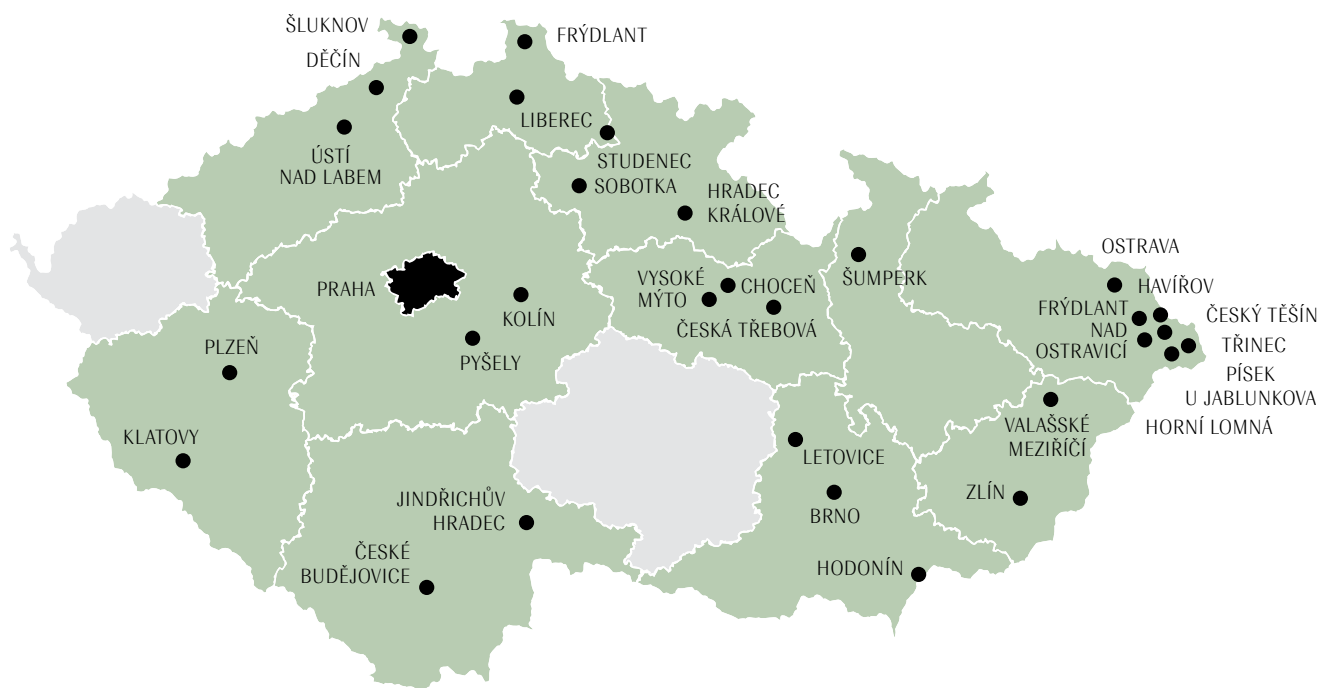 ŠLUKNOV
FRÝDLANT
DĚČÍN
LIBEREC
ÚSTÍ
NAD LABEM
STUDENEC
SOBOTKA
HRADEC
KRÁLOVÉ
OSTRAVA
ŠUMPERK
HAVÍŘOV
PRAHA
VYSOKÉ
MÝTO
CHOCEŇ
FRÝDLANT
NAD
OSTRAVICÍ
ČESKÝ TĚŠÍN
KOLÍN
ČESKÁ TŘEBOVÁ
TŘINEC
PLZEŇ
PYŠELY
PÍSEK
U JABLUNKOVA
HORNÍ LOMNÁ
VALAŠSKÉ
MEZIŘÍČÍ
KLATOVY
LETOVICE
ZLÍN
JINDŘICHŮV
HRADEC
BRNO
ČESKÉ
BUDĚJOVICE
HODONÍN